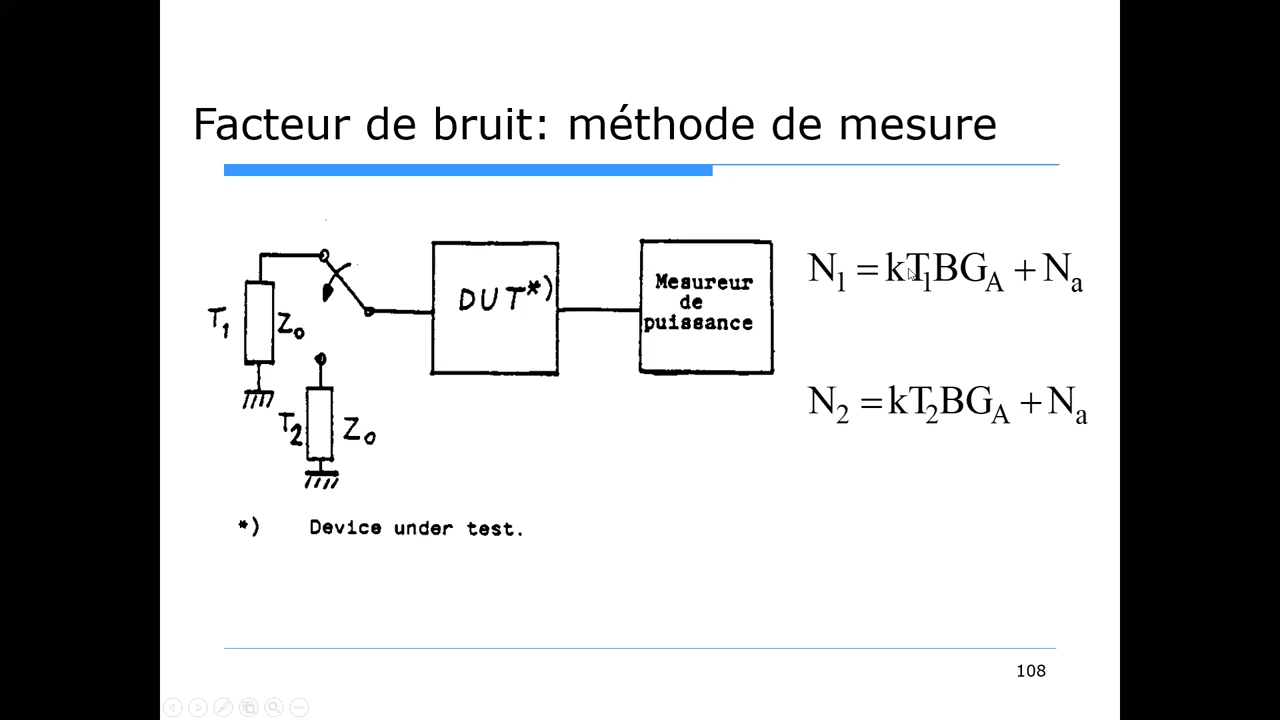 Facteur de bruit: méthode de mesure
T1
Z0
DUT*)
Mesureur
de
puissance
N1 = kT1BGA + Na
T2
Z0
N2 = kT2BGA + Na
*) Device under test.
108